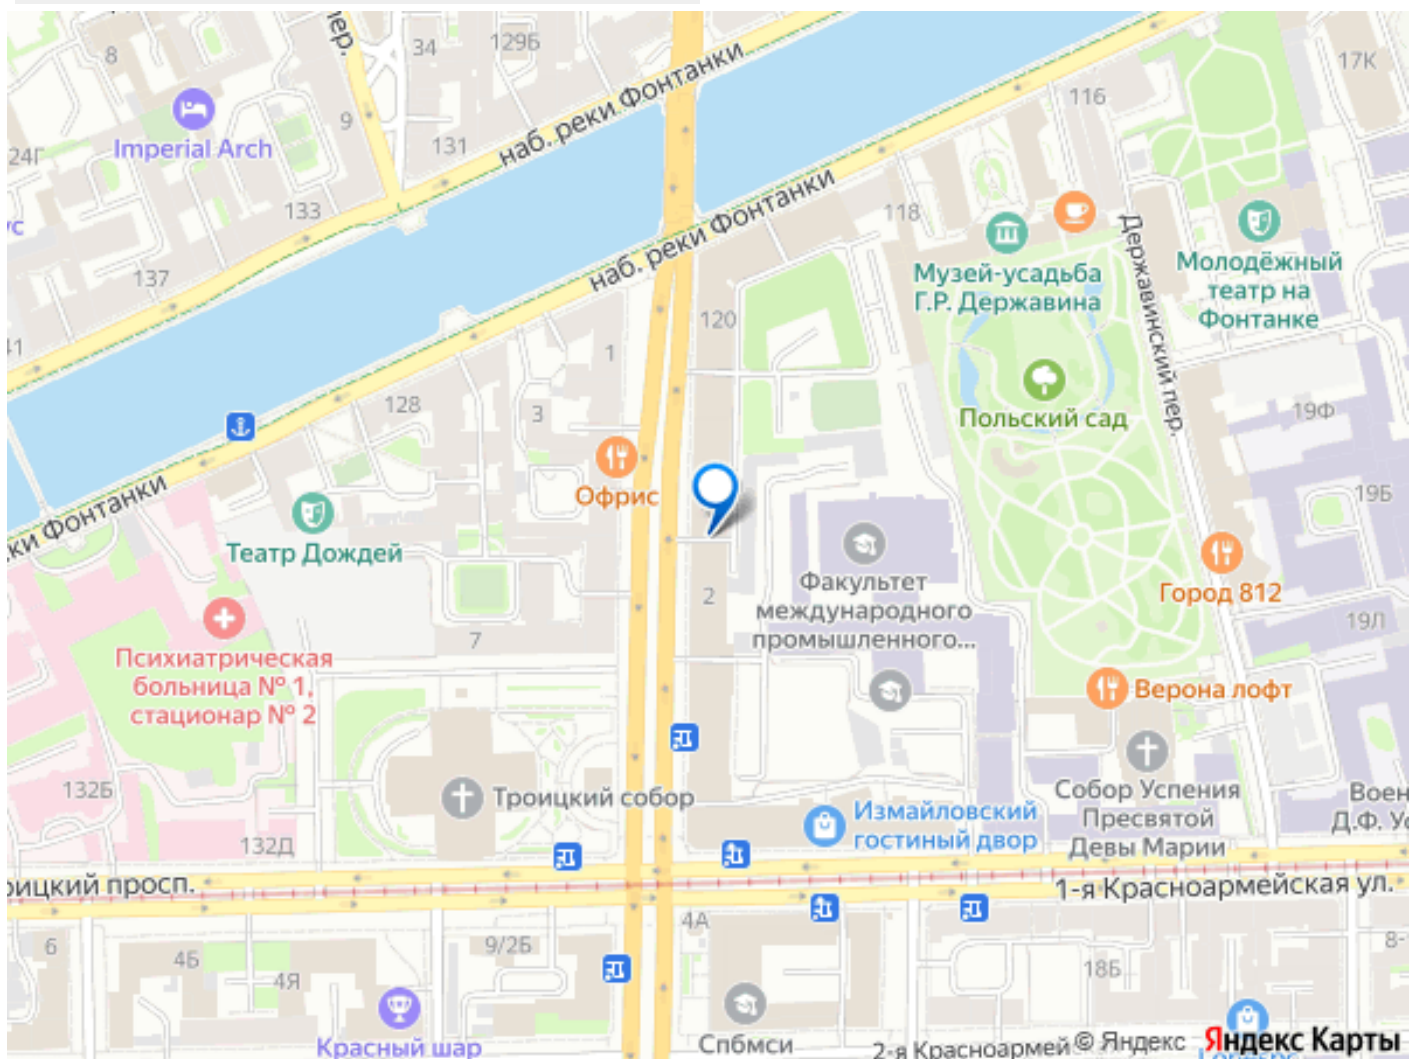 8
34
129Б
17К
116
Imperial Arch
9
131
наб. реки Фонтанки
24Г
133
наб. реки Фонтанки
118
Державинский пер.
137
Музей-усадьба
Г.Р. Державина
Молодёжный
театр на
Фонтанке
120
41
1
128
3
Польский сад
19Ф
Офрис
19Б
Фонтанки
Театр Дождей
Факультет
международного
промышленного...
2
Город 812
19Л
7
Психиатрическая
больница № 1,
стационар № 2
Верона лофт
132Б
Троицкий собор
Измайловский
гостиный двор
Собор Успения
Пресвятой
Девы Марии
Воен
Д.Ф. Ус
132Д
оицкий просп.
1-я Красноармейская ул.
6
4Б
4Я
9/2Б
4А
18Б
8-
Красный шар
Спбмси
2-я Красноармей
© Яндекс
Яндекс Карты